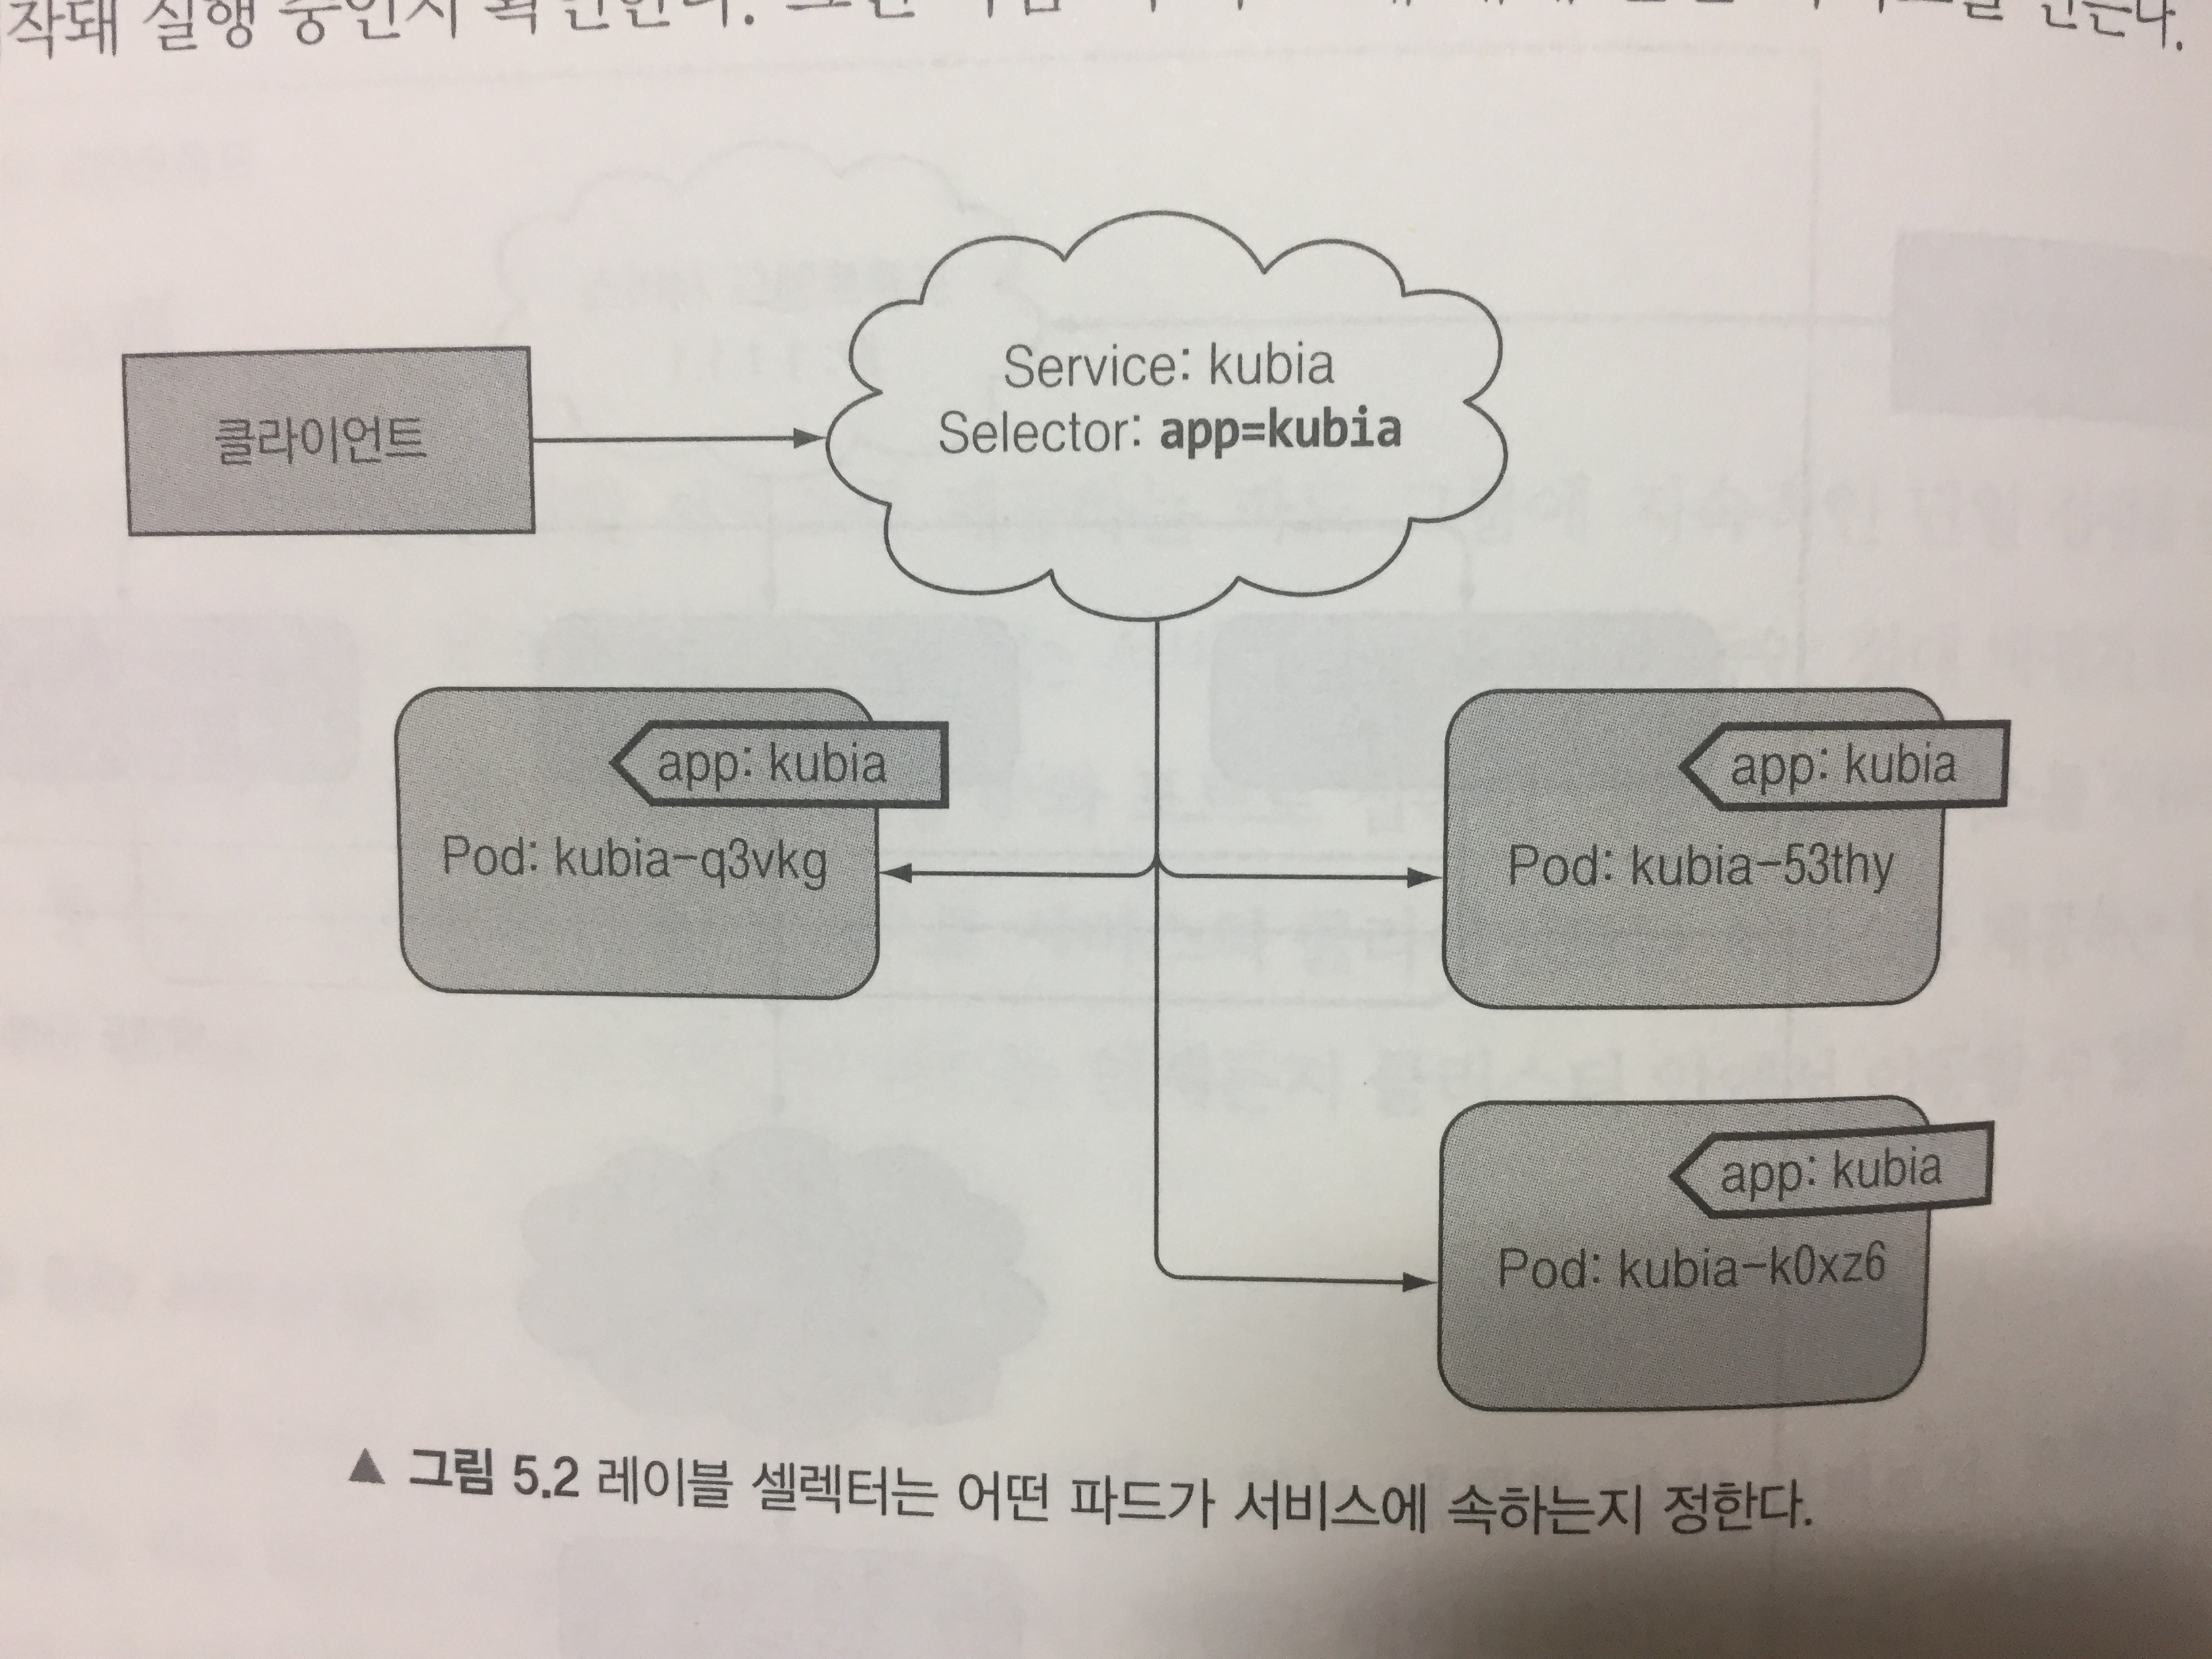 작돼 실행 중인지 확인한다.
클라이언트
Service: kubia
Selector: app=kubia
app: kubia
Pod: kubia-q3vkg
app: kubia
Pod: kubia-53thy
app: kubia
Pod: kubia-k0xz6
▲ 그림 5.2 레이블 셀렉터는 어떤 파드가 서비스에 속하는지 정한다.